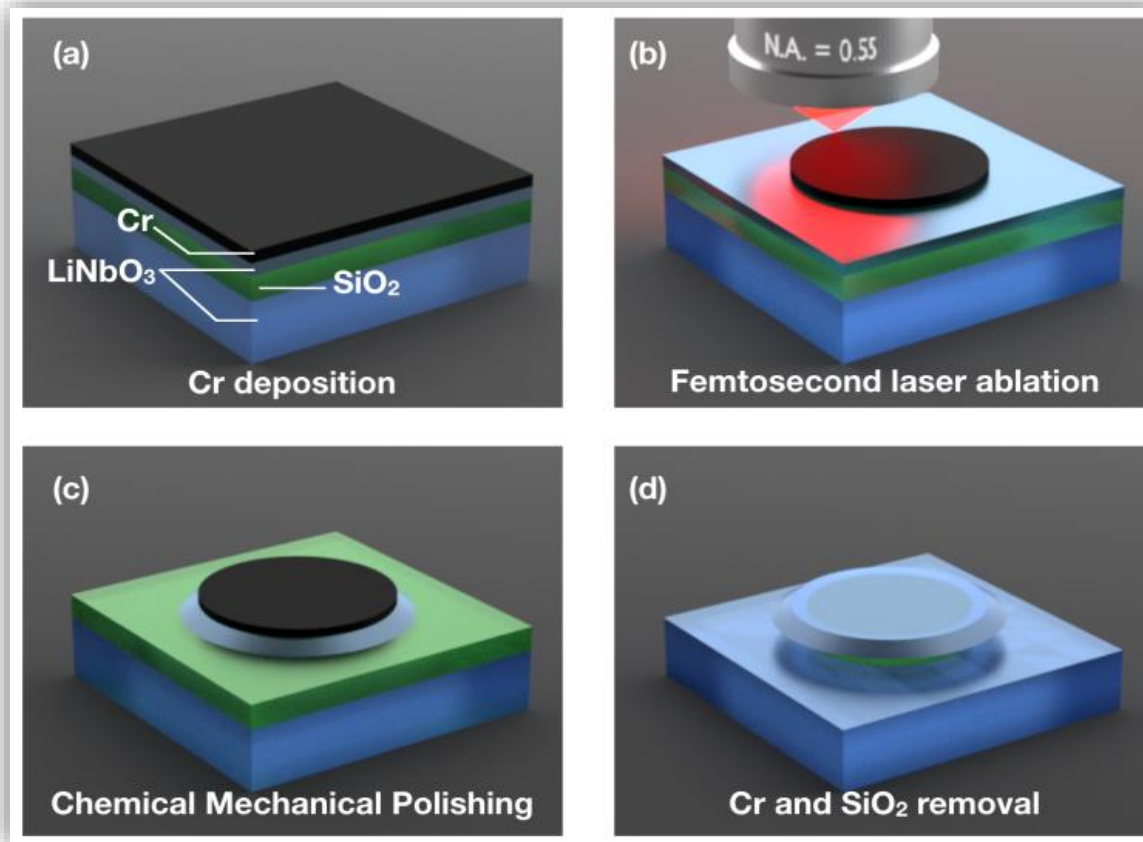 (a)
Cr
LiNbO₃
SiO₂
Cr deposition
(b)
N.A. = 0.55
Femtosecond laser ablation
(c)
Chemical Mechanical Polishing
(d)
Cr and SiO₂ removal